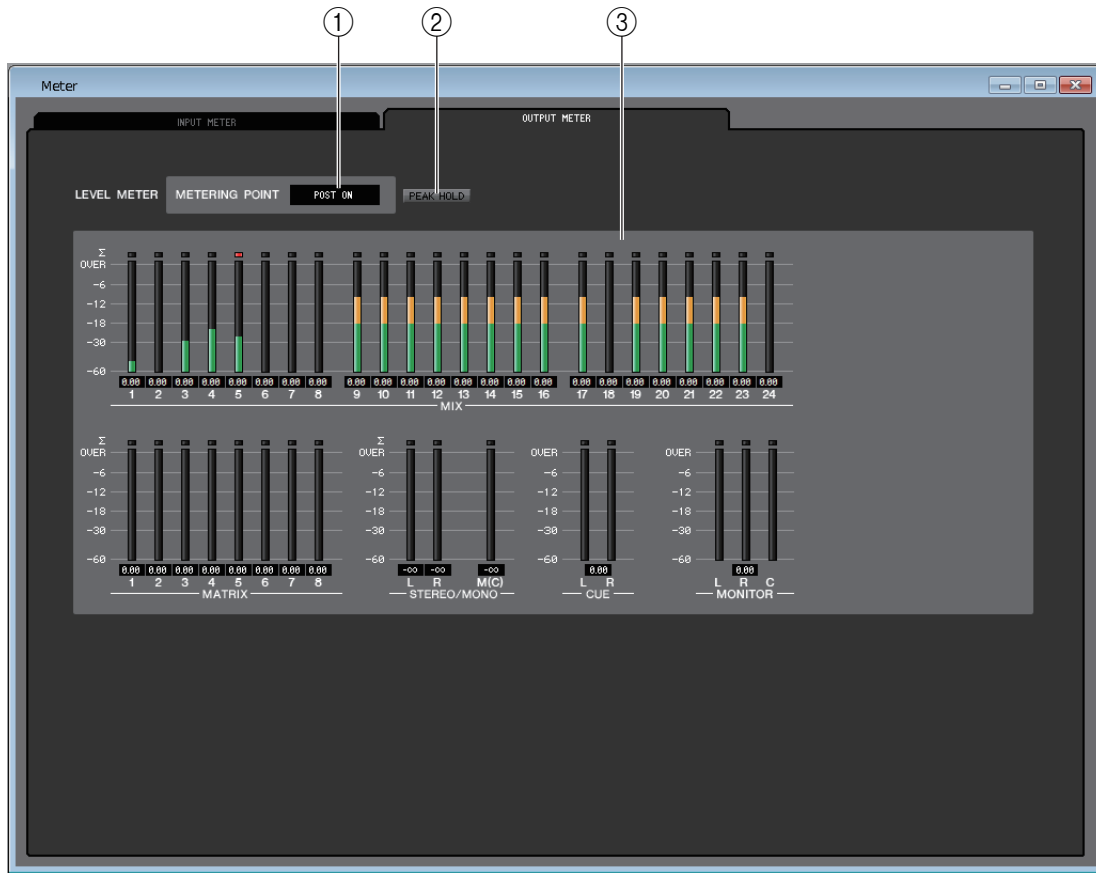 ① ② ③
Meter
INPUT METER OUTPUT METER
LEVEL METER METERING POINT POST ON PEAK HOLD
Σ
OVER
-6
-12
-18
-30
-60
0.00 0.00 0.00 0.00 0.00 0.00 0.00 0.00 0.00 0.00 0.00 0.00 0.00 0.00 0.00 0.00 0.00 0.00 0.00 0.00 0.00 0.00 0.00 0.00
1 2 3 4 5 6 7 8 9 10 11 12 13 14 15 16 17 18 19 20 21 22 23 24
MIX
Σ Σ
OVER OVER OVER OVER
-6 -6 -6 -6
-12 -12 -12 -12
-18 -18 -18 -18
-30 -30 -30 -30
-60 -60 -60 -60
0.00 0.00 0.00 0.00 0.00 0.00 0.00 0.00 -∞ -∞ -∞ 0.00 0.00
1 2 3 4 5 6 7 8 L R M(C) L R L R C
MATRIX STEREO/MONO CUE MONITOR